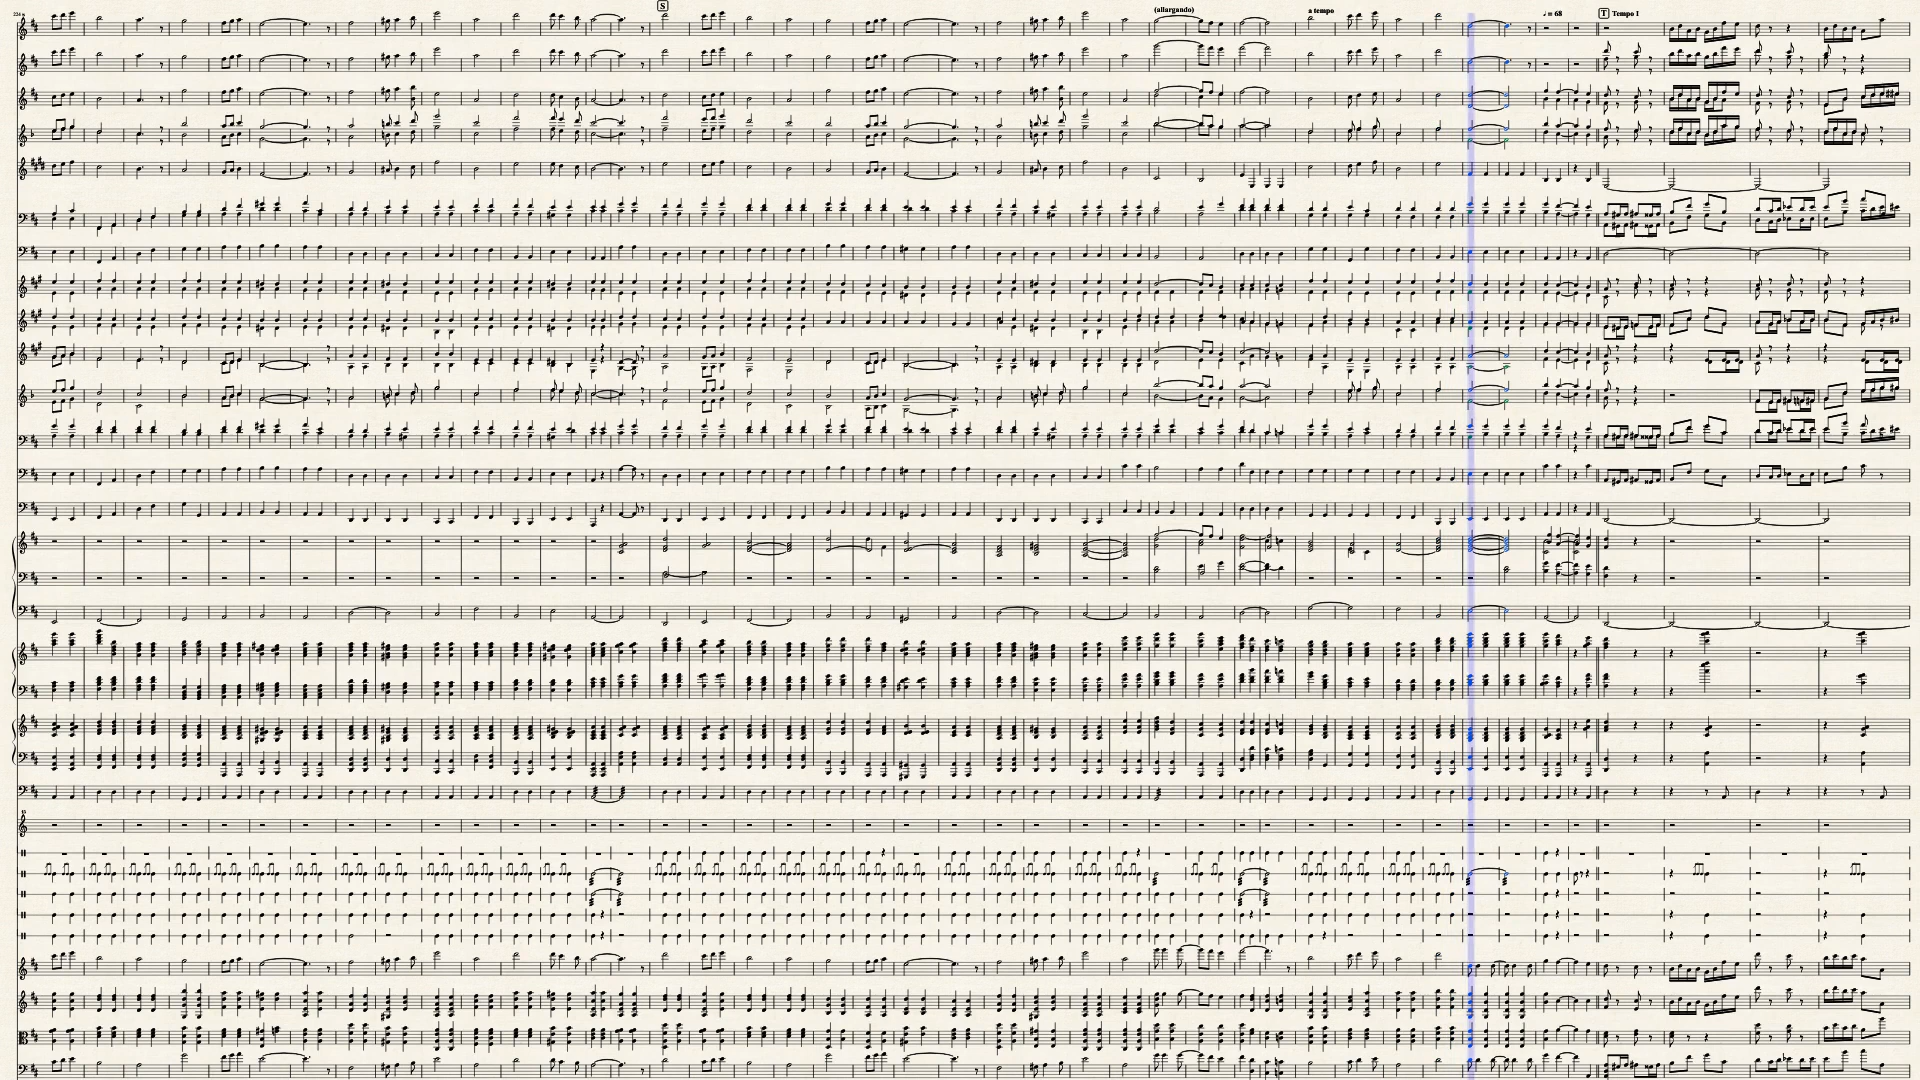 S
(allargando)
a tempo
♩ = 68
T Tempo I